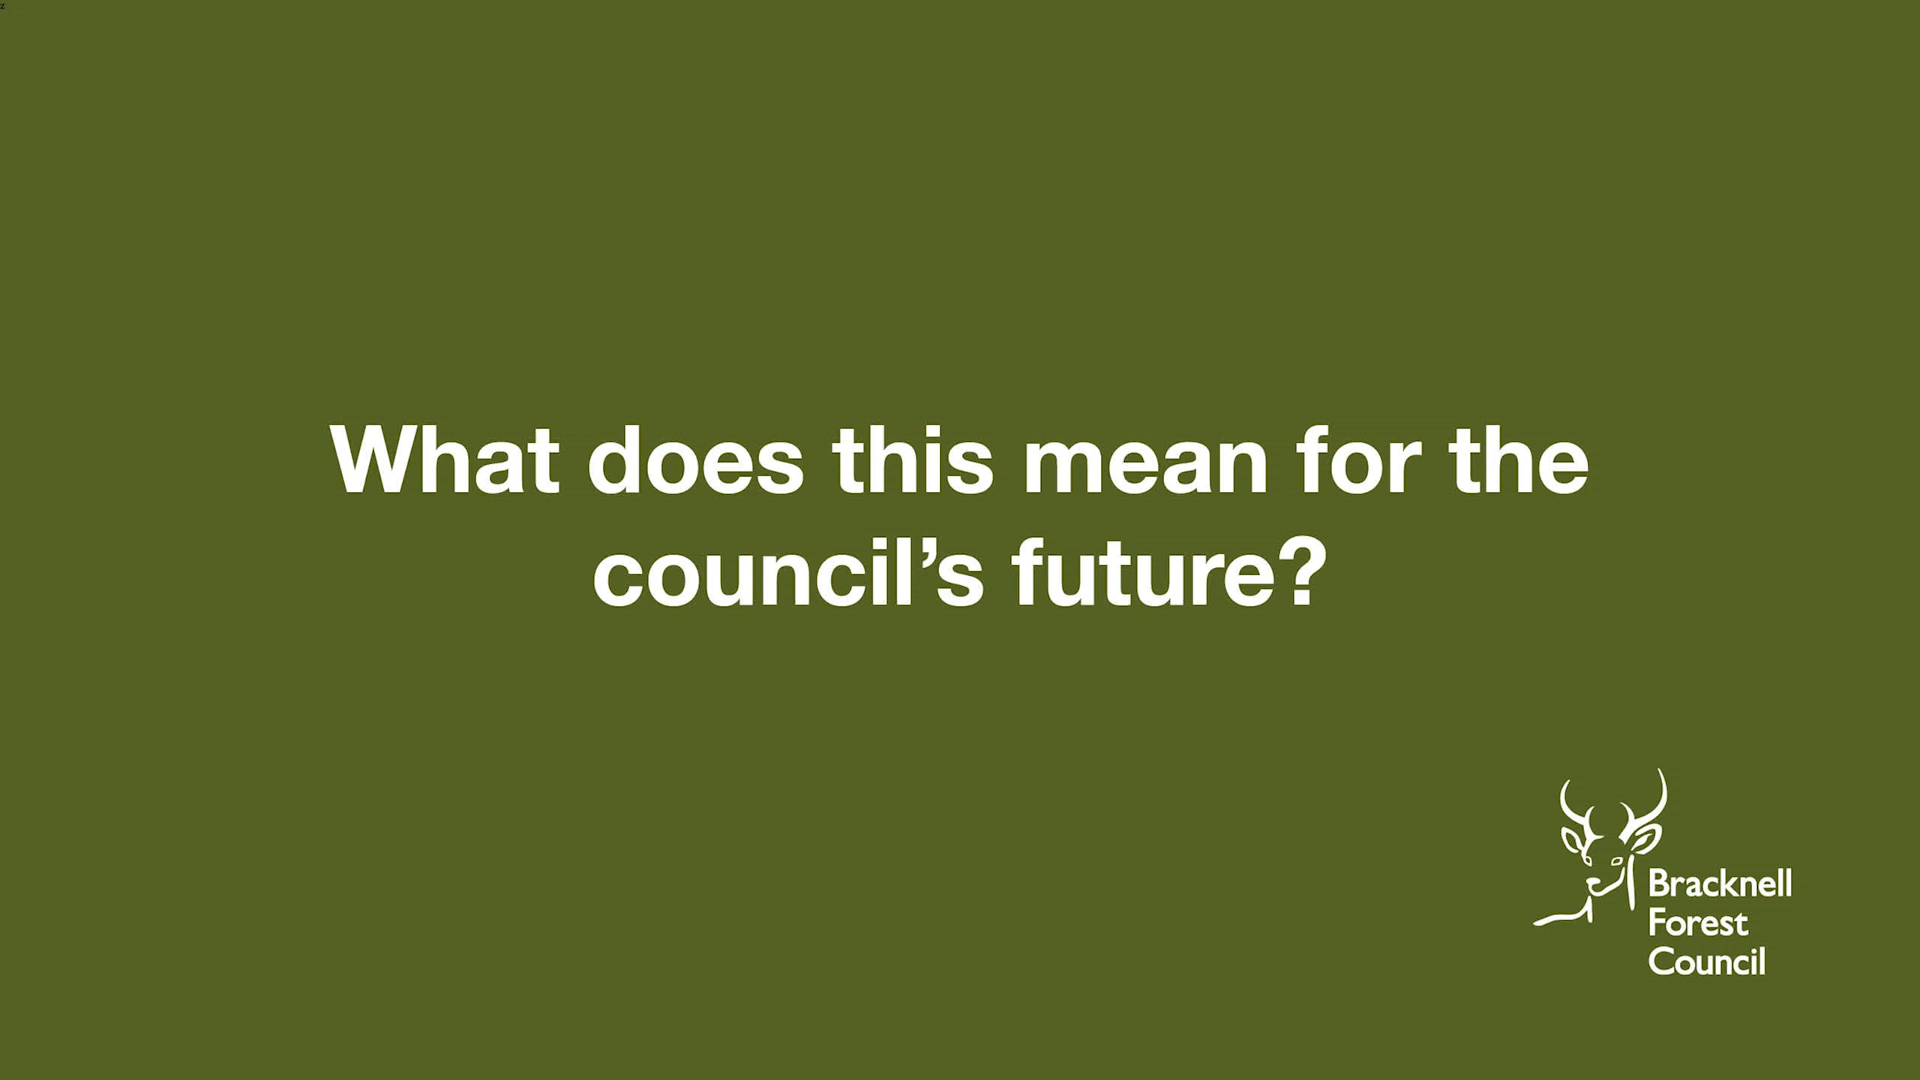 z
What does this mean for the
council’s future?
Bracknell
Forest
Council